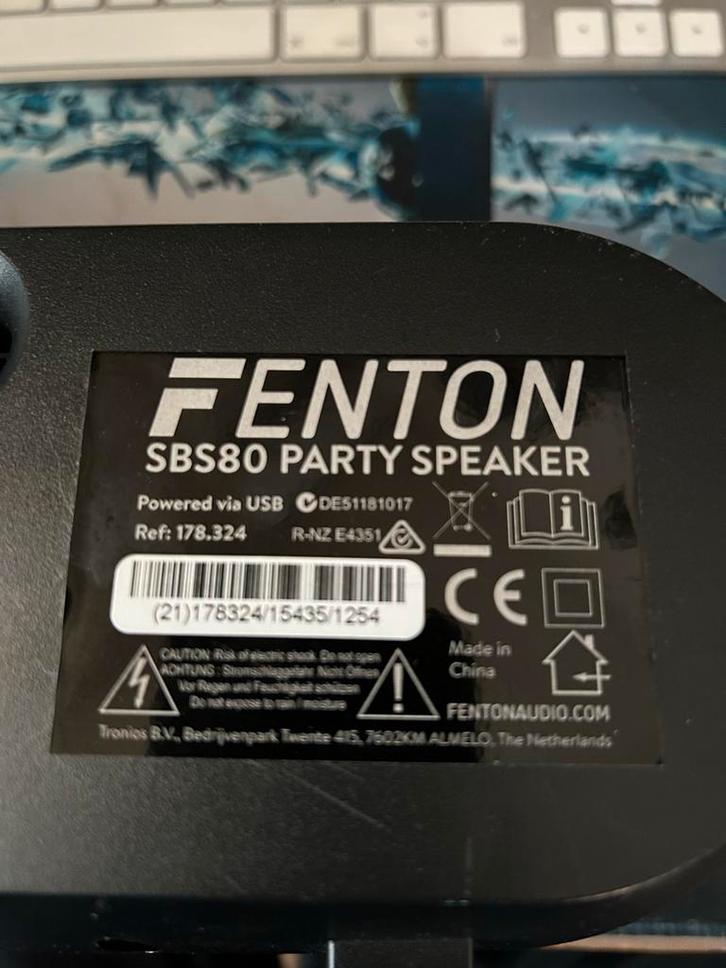 FENTON
SBS80 PARTY SPEAKER
Powered via USB DE51181017
Ref: 178.324 R-NZ E4351
(21)178324/15435/1254
CE
CAUTION Risk of electric shock Do not open
ACHTUNG: Stromschlaggefahr Nicht Öffnen
Vor Regen und Feuchtigkeit schützen
Do not expose to rain / moisture
Made in
China
FENTONAUDIO.COM
Tronios B.V., Bedrijvenpark Twente 415, 7602KM ALMELO, The Netherlands